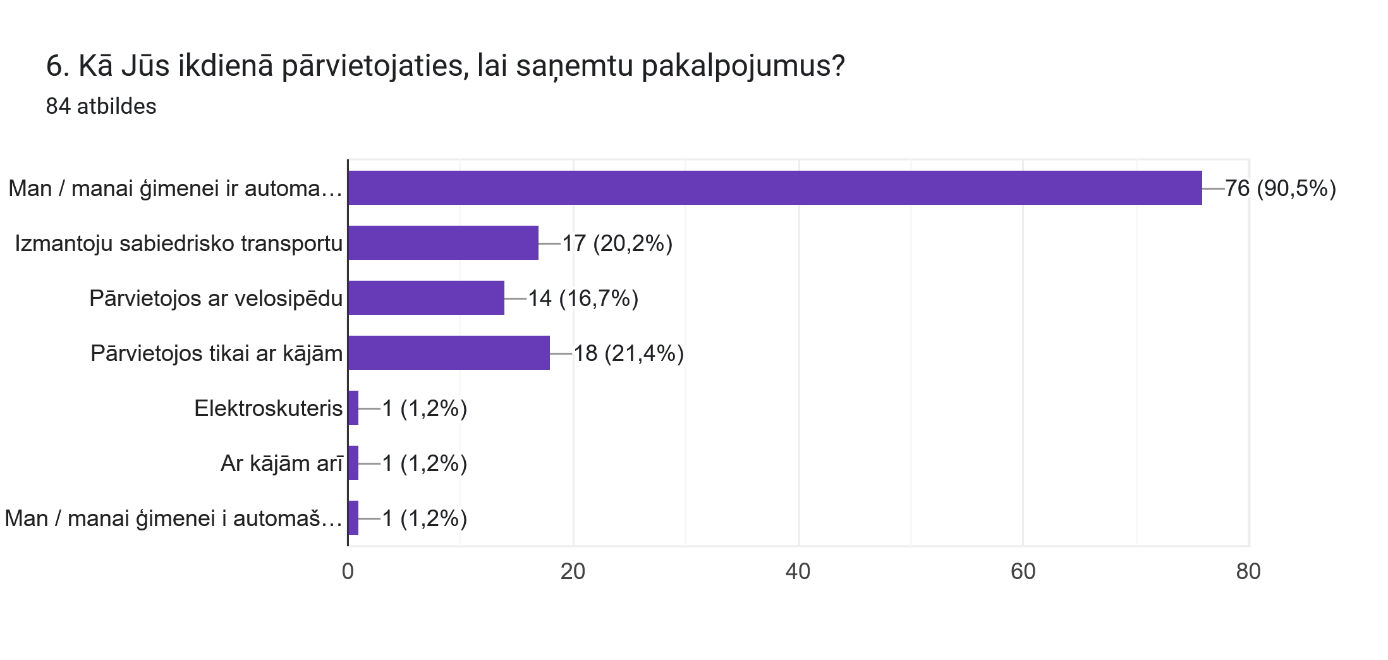 6. Kā Jūs ikdienā pārvietojaties, lai saņemtu pakalpojumus?
84 atbildes
Man / manai ģimenei ir automa…
76 (90,5%)
Izmantoju sabiedrisko transportu
17 (20,2%)
Pārvietojos ar velosipēdu
14 (16,7%)
Pārvietojos tikai ar kājām
18 (21,4%)
Elektroskuteris
1 (1,2%)
Ar kājām arī
1 (1,2%)
Man / manai ģimenei i automaš…
1 (1,2%)
0 20 40 60 80